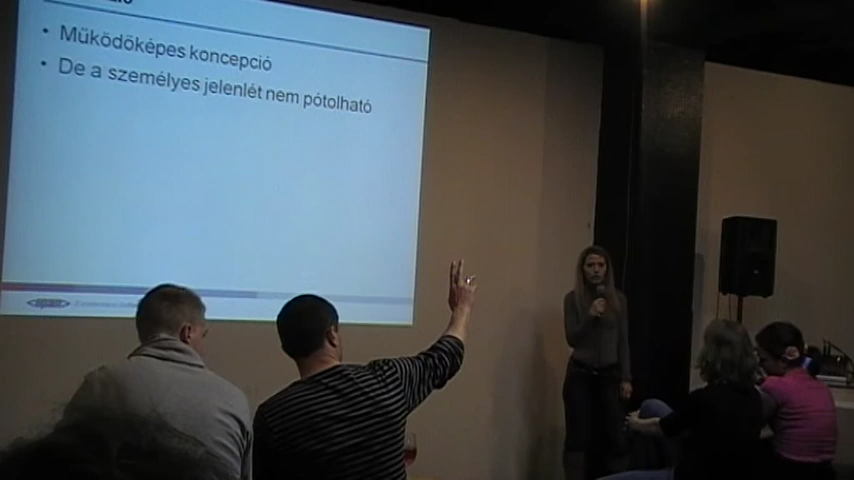 • Működőképes koncepció
• De a személyes jelenlét nem pótolható